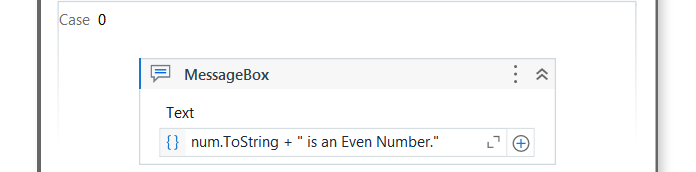 Case 0
MessageBox
Text
{} num.ToString + " is an Even Number."